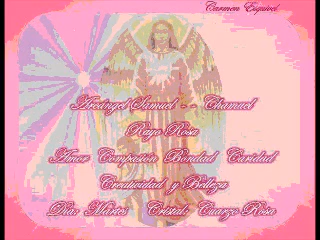 Carmen Esquivel
Arcángel Samuel - - Chamuel
Rayo Rosa
Amor Compasión Bondad Caridad
Creatividad y Belleza
Día: Martes Cristal: Cuarzo Rosa